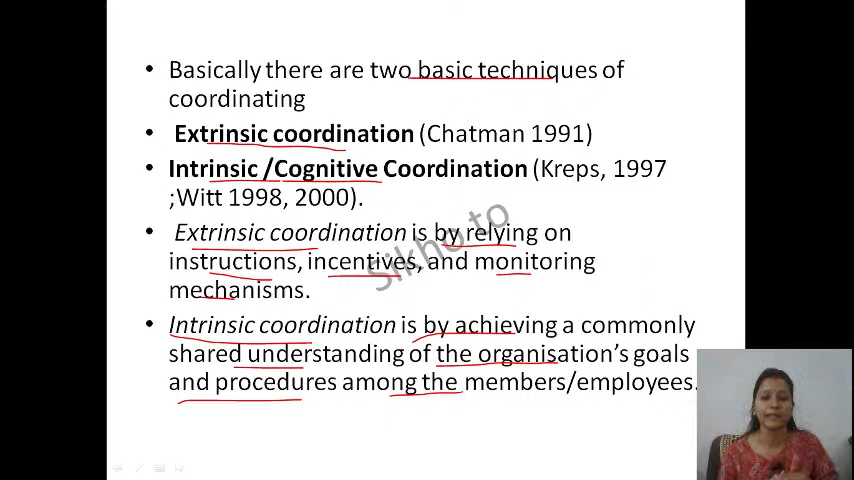 • Basically there are two basic techniques of
coordinating
• Extrinsic coordination (Chatman 1991)
• Intrinsic /Cognitive Coordination (Kreps, 1997
;Witt 1998, 2000).
• Extrinsic coordination is by relying on
instructions, incentives, and monitoring
mechanisms.
• Intrinsic coordination is by achieving a commonly
shared understanding of the organisation's goals
and procedures among the members/employees.
Sikho to